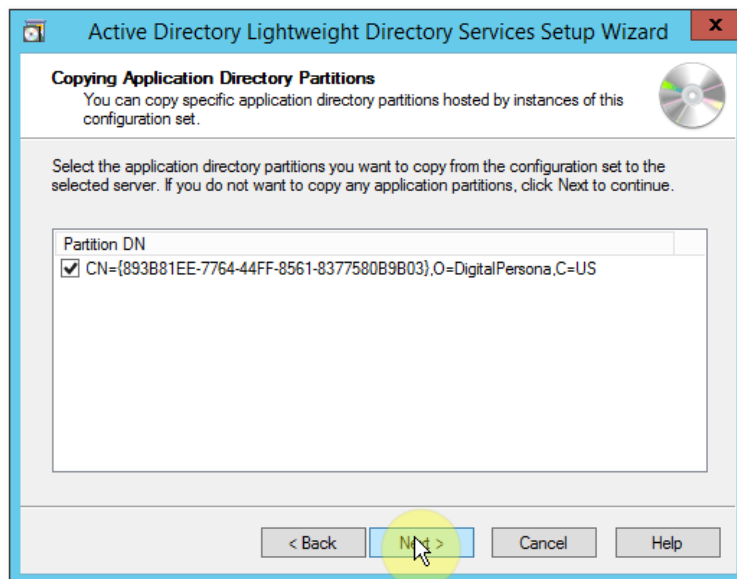 Active Directory Lightweight Directory Services Setup Wizard
x
Copying Application Directory Partitions
You can copy specific application directory partitions hosted by instances of this
configuration set.
Select the application directory partitions you want to copy from the configuration set to the
selected server. If you do not want to copy any application partitions, click Next to continue.
Partition DN
CN={893B81EE-7764-44FF-8561-8377580B9B03},O=DigitalPersona,C=US
< Back
Next >
Cancel
Help